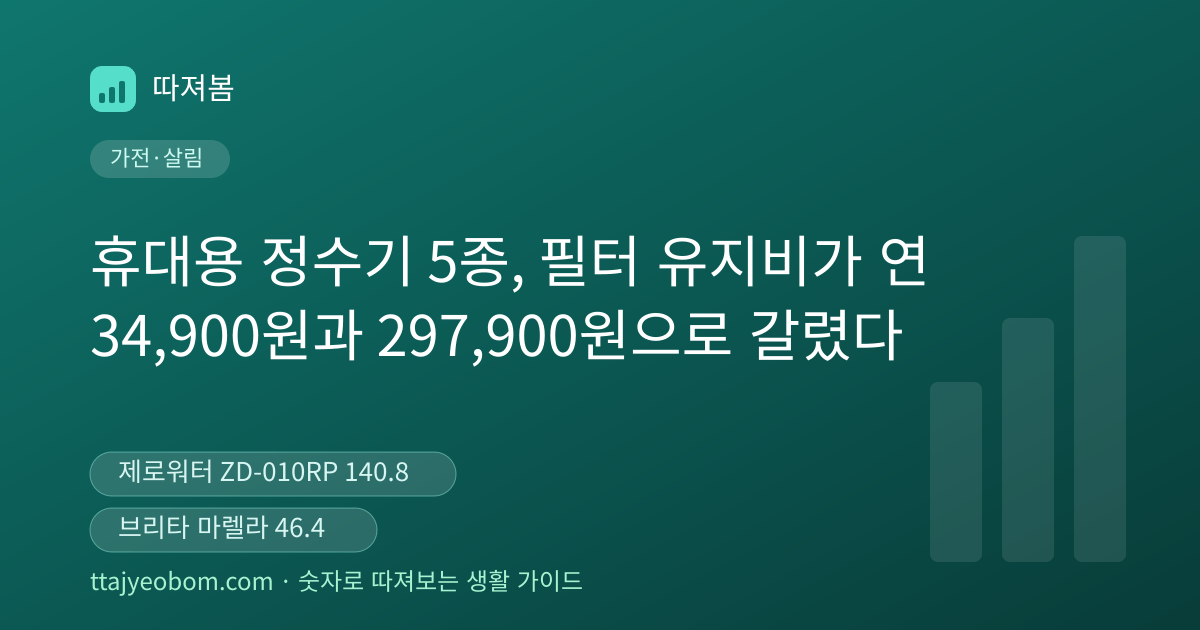 따져봄
가전·살림
휴대용 정수기 5종, 필터 유지비가 연
34,900원과 297,900원으로 갈렸다
제로워터 ZD-010RP 140.8
브리타 마렐라 46.4
ttajyeobom.com · 숫자로 따져보는 생활 가이드